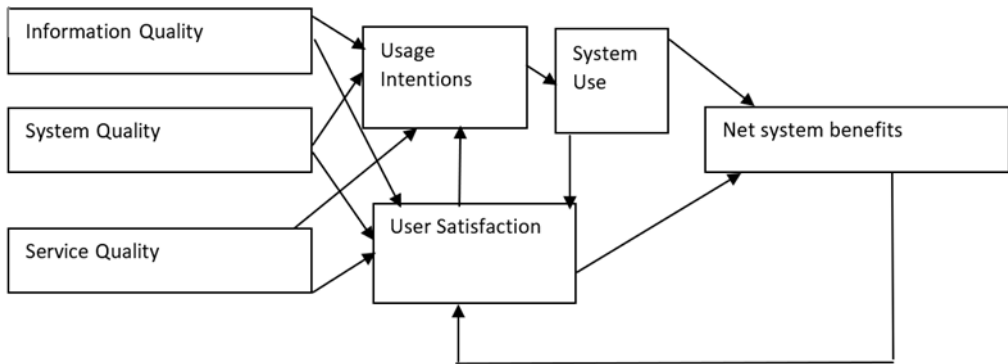 Information Quality
Usage
Intentions
System
Use
System Quality
Net system benefits
User Satisfaction
Service Quality